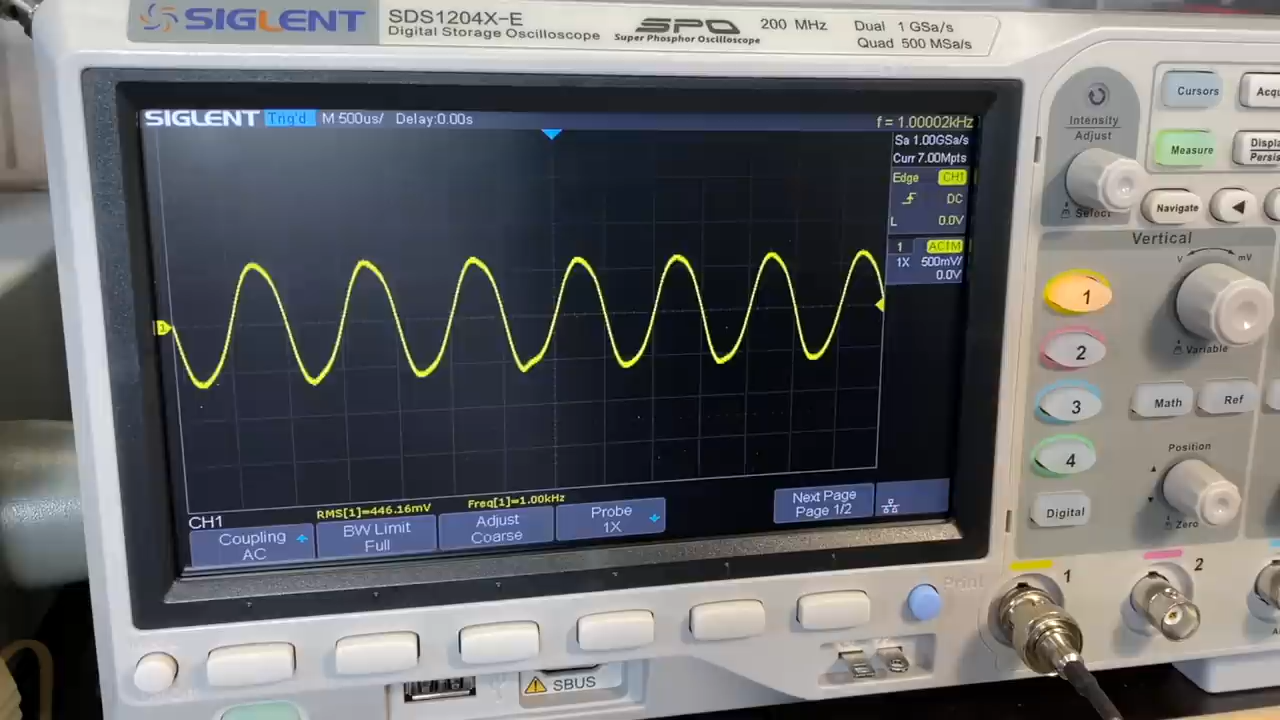 SIGLENT SDS1204X-E
Digital Storage Oscilloscope
SPO
Super Phosphor Oscilloscope
200 MHz
Dual 1 GSa/s
Quad 500 MSa/s
SIGLENT Trig'd M 500us/ Delay:0.00s
f = 1.00002kHz
Sa 1.00GSa/s
Curr 7.00Mpts
Edge CH1
DC
L 0.0V
1 AC1M
1X 500mV/
0.0V
1
RMS[1]=446.16mV Freq[1]=1.00kHz
CH1
Coupling
AC
BW Limit
Full
Adjust
Coarse
Probe
1X
Next Page
Page 1/2
Intensity
Adjust
Select
Cursors
Measure
Navigate
Vertical
V mV
Variable
1
2
3
4
Math
Ref
Position
Zero
Digital
Print
1
2
SBUS